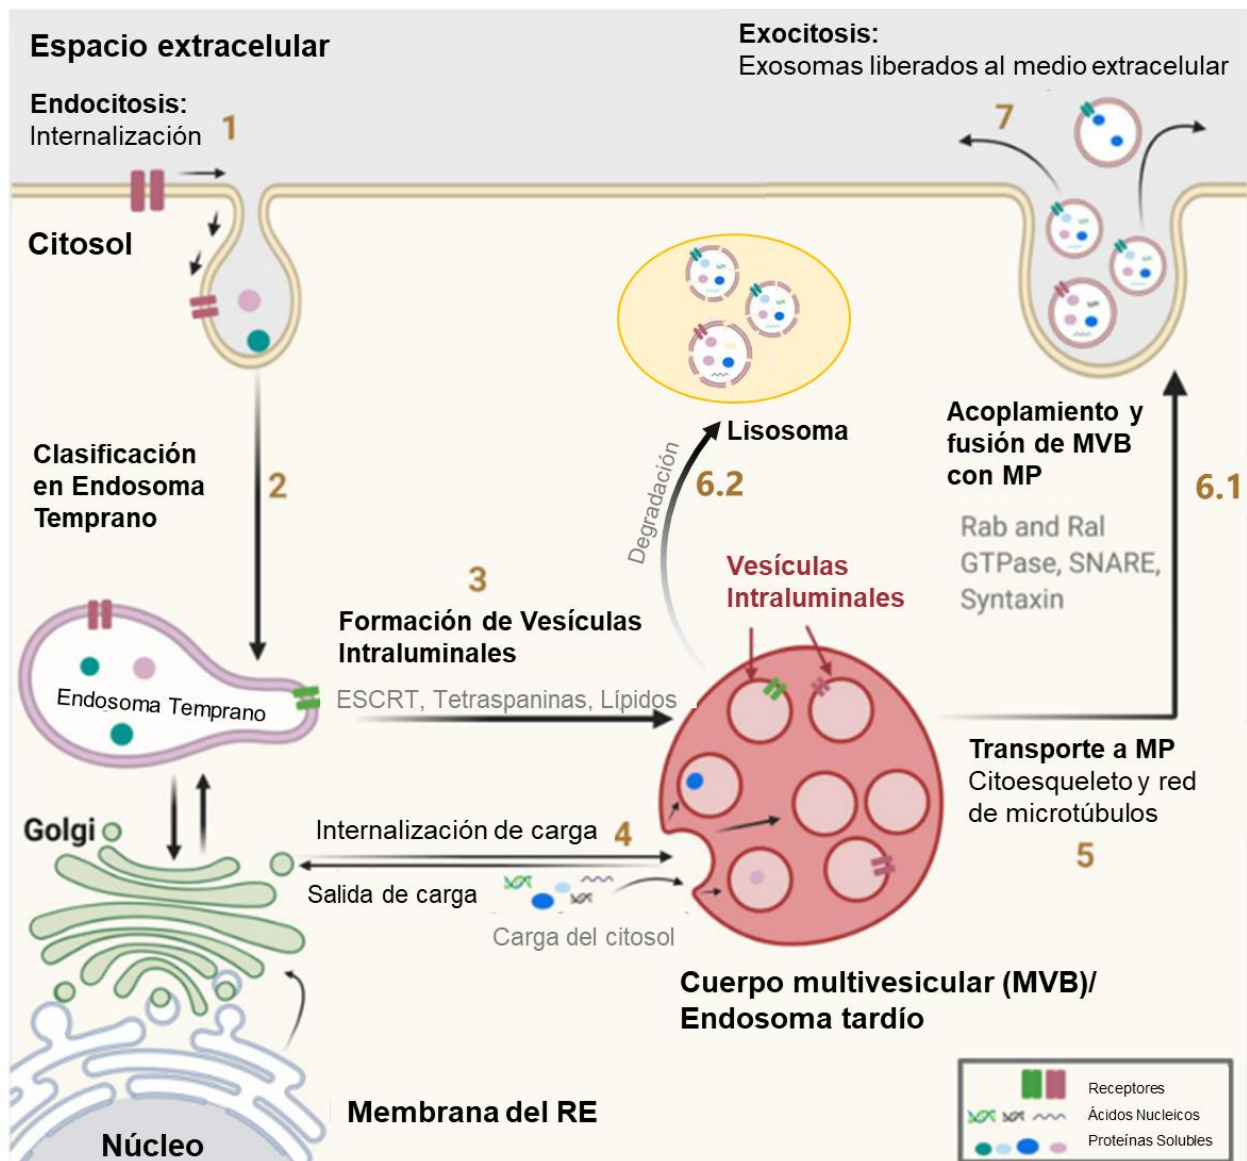 Espacio extracelular
Endocitosis:
Internalización
1
Exocitosis:
Exosomas liberados al medio extracelular
7
Citosol
Clasificación
en Endosoma
Temprano
2
Lisosoma
Degradación
6.2
Acoplamiento y
fusión de MVB
con MP
6.1
Rab and Ral
GTPase, SNARE,
Syntaxin
3
Formación de Vesículas
Intraluminales
ESCRT, Tetraspaninas, Lípidos
Vesículas
Intraluminales
Endosoma Temprano
Transporte a MP
Citoesqueleto y red
de microtúbulos
5
Golgi
Internalización de carga
4
Salida de carga
Carga del citosol
Cuerpo multivesicular (MVB)/
Endosoma tardío
Membrana del RE
Núcleo
Receptores
Ácidos Nucleicos
Proteínas Solubles